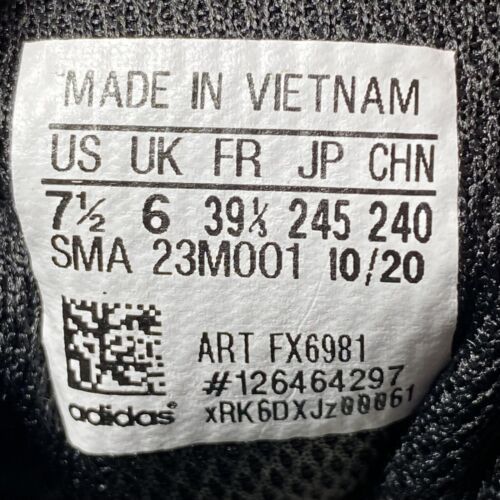 MADE IN VIETNAM
US UK FR JP CHN
7½ 6 39⅓ 245 240
SMA 23M001 10/20
ART FX6981
#126464297
adidas® xRK6DXJz00061